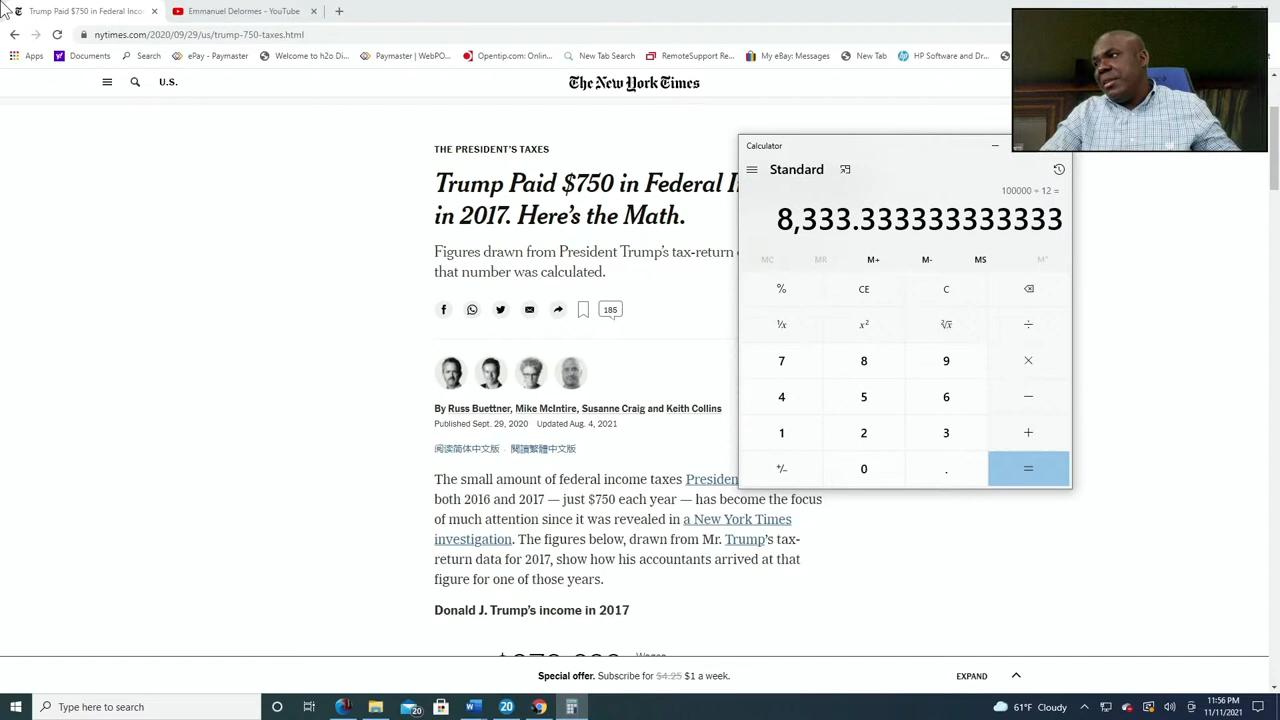 Trump Paid $750 in Federal Inco
Emmanuel Delormes - YouTube
nytimes.com/2020/09/29/us/trump-750-taxes.html
Apps
Documents
Search
ePay - Paymaster
Welcome to h2o Di...
Paymaster | WebPO...
Opentip.com: Onlin...
New Tab Search
RemoteSupport Re...
My eBay: Messages
New Tab
HP Software and Dr...
U.S.
The New York Times
THE PRESIDENT'S TAXES
Trump Paid $750 in Federal I
in 2017. Here's the Math.
Figures drawn from President Trump's tax-return
that number was calculated.
185
By Russ Buettner, Mike McIntire, Susanne Craig and Keith Collins
Published Sept. 29, 2020 Updated Aug. 4, 2021
阅读简体中文版 · 閱讀繁體中文版
The small amount of federal income taxes Presiden
both 2016 and 2017 — just $750 each year — has become the focus
of much attention since it was revealed in a New York Times
investigation. The figures below, drawn from Mr. Trump's tax-
return data for 2017, show how his accountants arrived at that
figure for one of those years.
Donald J. Trump's income in 2017
Calculator
Standard
100000 ÷ 12 =
8,333.333333333333
MC MR M+ M- MS M˅
% CE C
¹/x x² ²√x ÷
7 8 9 ×
4 5 6 −
1 2 3 +
+/− 0 . =
Special offer. Subscribe for $4.25 $1 a week.
EXPAND
Type here to search
20
20
63°F Cloudy
11:56 PM
11/11/2021